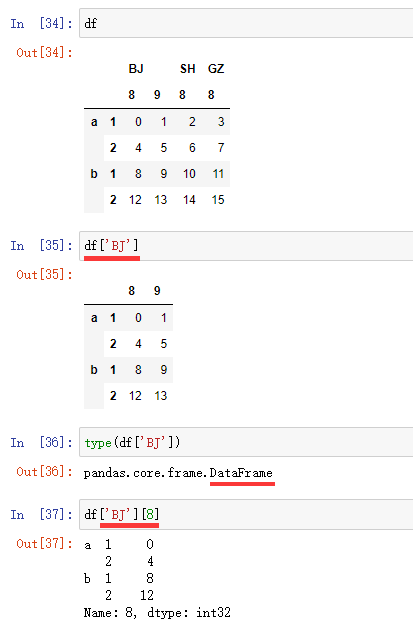 In [34]: df
Out[34]:
BJ SH GZ
8 9 8 8
a 1 0 1 2 3
2 4 5 6 7
b 1 8 9 10 11
2 12 13 14 15
In [35]: df['BJ']
Out[35]:
8 9
a 1 0 1
2 4 5
b 1 8 9
2 12 13
In [36]: type(df['BJ'])
Out[36]: pandas.core.frame.DataFrame
In [37]: df['BJ'][8]
Out[37]: a 1 0
2 4
b 1 8
2 12
Name: 8, dtype: int32